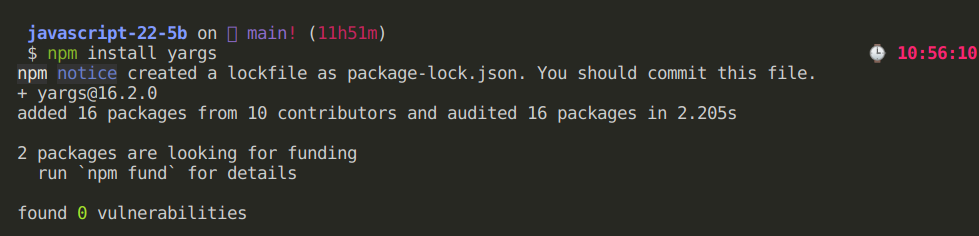 javascript-22-5b on main! (11h51m)
$ npm install yargs 10:56:10
npm notice created a lockfile as package-lock.json. You should commit this file.
+ yargs@16.2.0
added 16 packages from 10 contributors and audited 16 packages in 2.205s
2 packages are looking for funding
run `npm fund` for details
found 0 vulnerabilities